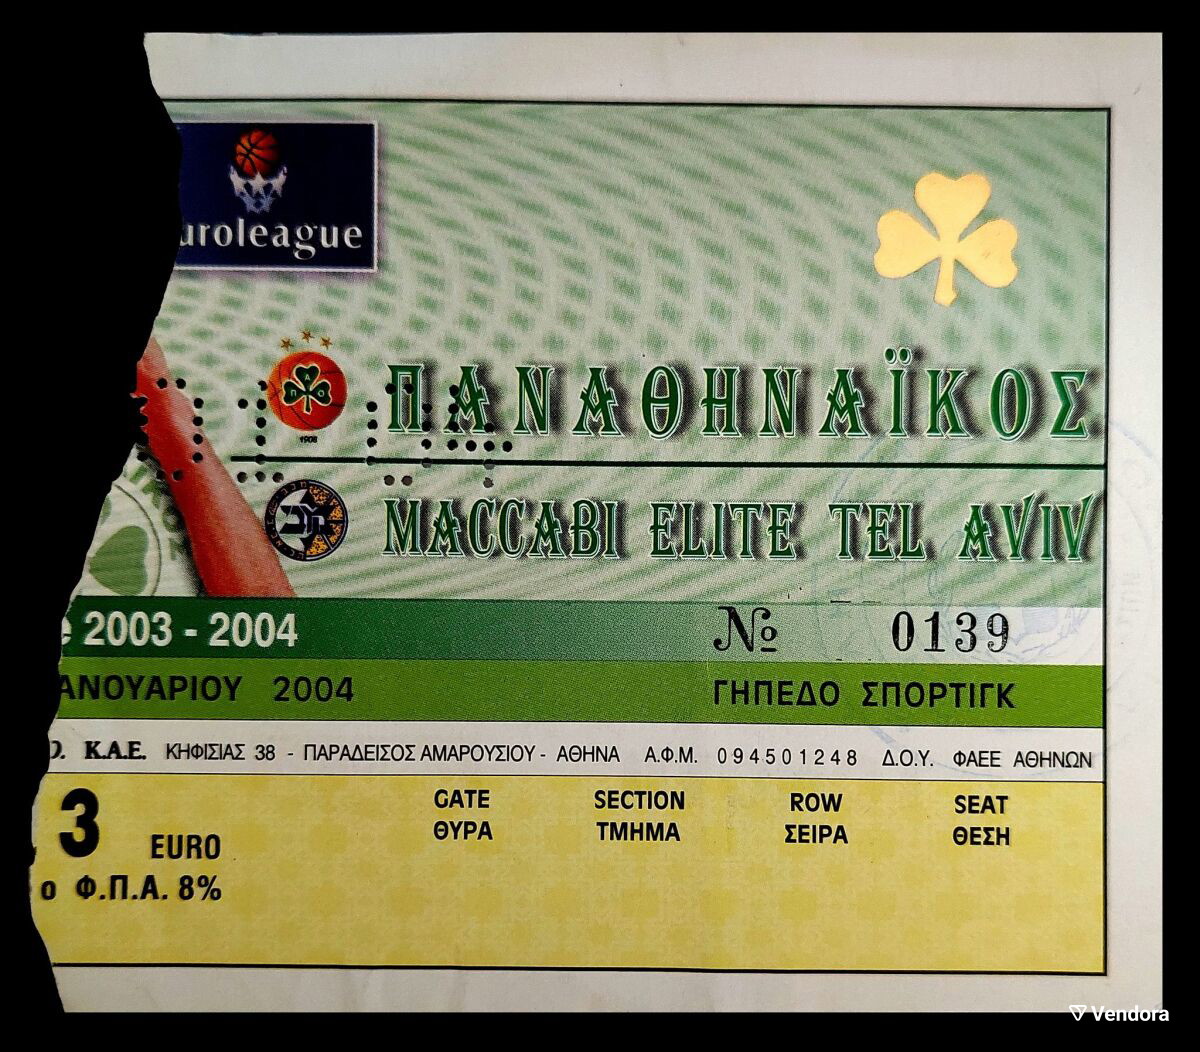 uroleague
ΠΑΝΑΘΗΝΑΪΚΟΣ
1908
MACCABI ELITE TEL AVIV
e 2003 - 2004 № 0139
ΑΝΟΥΑΡΙΟΥ 2004 ΓΗΠΕΔΟ ΣΠΟΡΤΙΓΚ
Ο. Κ.Α.Ε. ΚΗΦΙΣΙΑΣ 38 - ΠΑΡΑΔΕΙΣΟΣ ΑΜΑΡΟΥΣΙΟΥ - ΑΘΗΝΑ Α.Φ.Μ. 094501248 Δ.Ο.Υ. ΦΑΕΕ ΑΘΗΝΩΝ
GATE SECTION ROW SEAT
ΘΥΡΑ ΤΜΗΜΑ ΣΕΙΡΑ ΘΕΣΗ
3 EURO
ο Φ.Π.Α. 8%
Vendora